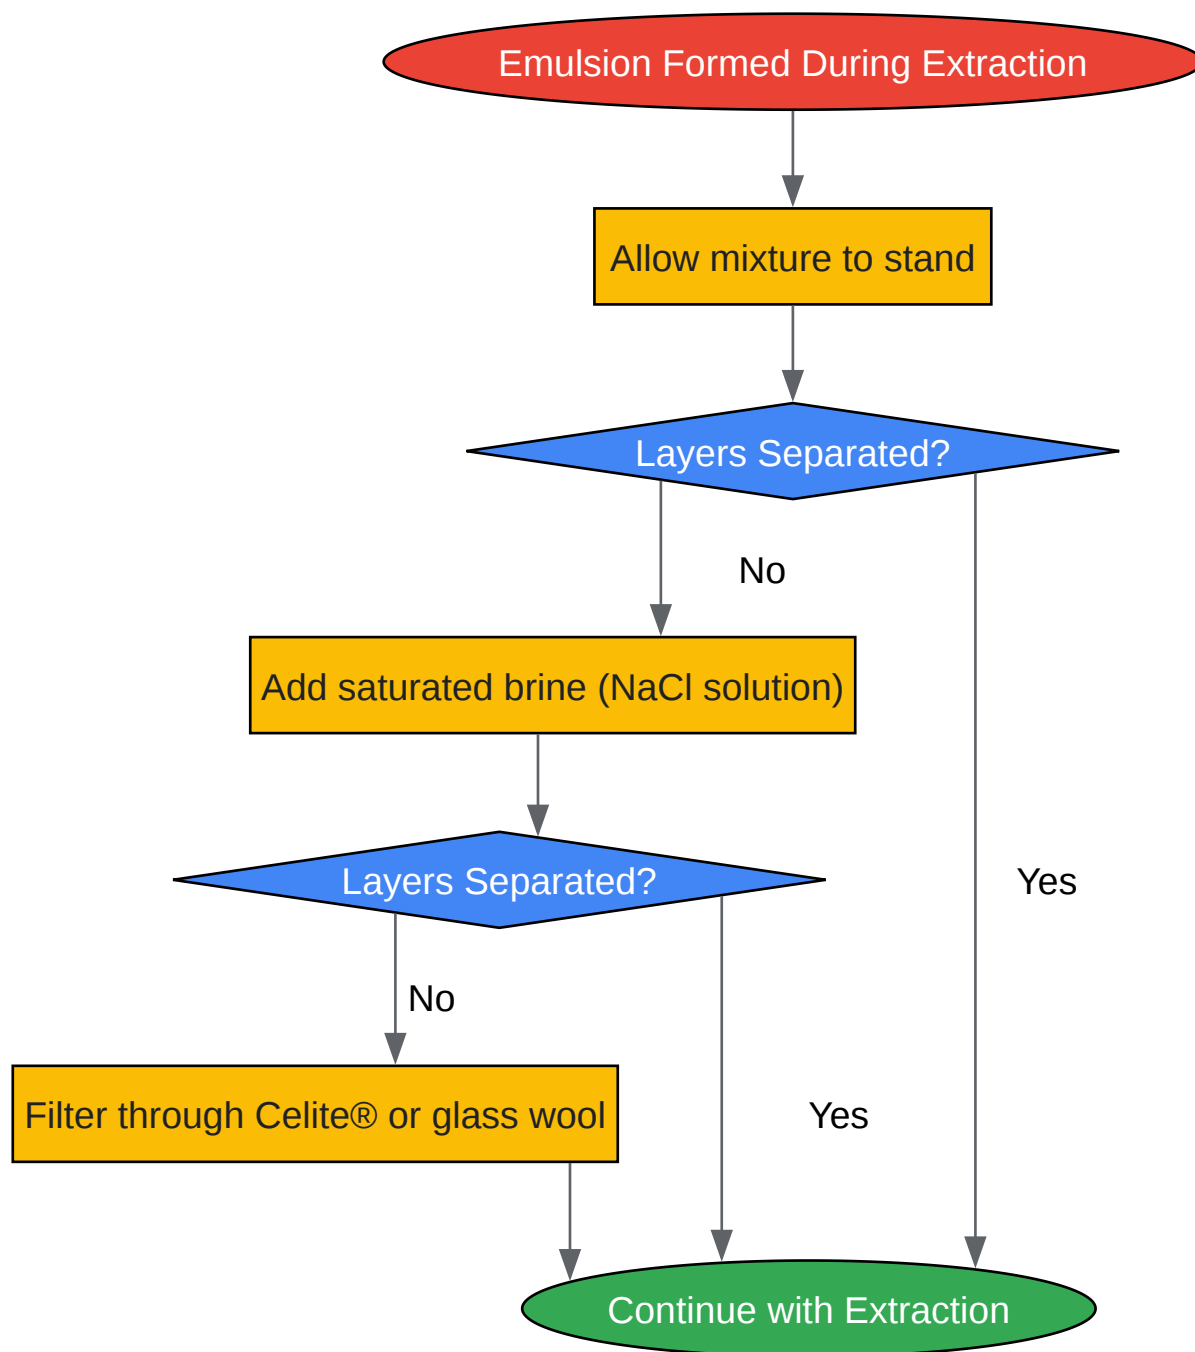 Emulsion Formed During Extraction
Allow mixture to stand
Layers Separated?
No
Add saturated brine (NaCl solution)
Layers Separated?
Yes
No
Filter through Celite® or glass wool
Yes
Continue with Extraction